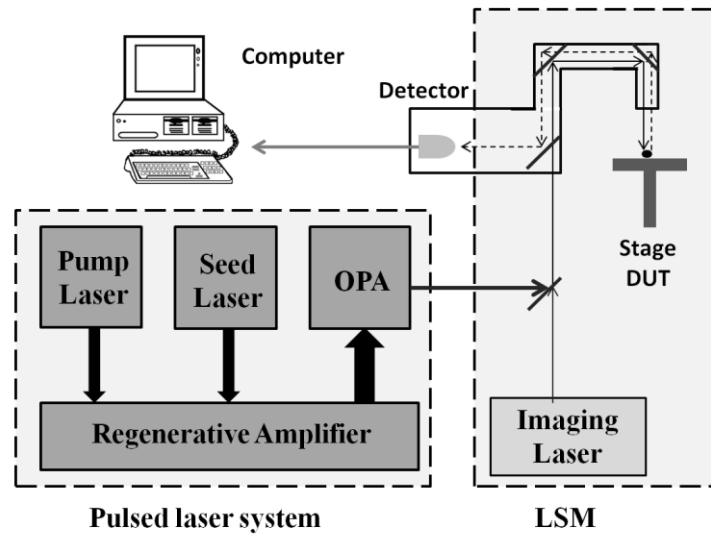 Computer
Detector
Stage
DUT
Pump
Laser
Seed
Laser
OPA
Regenerative Amplifier
Imaging
Laser
Pulsed laser system
LSM